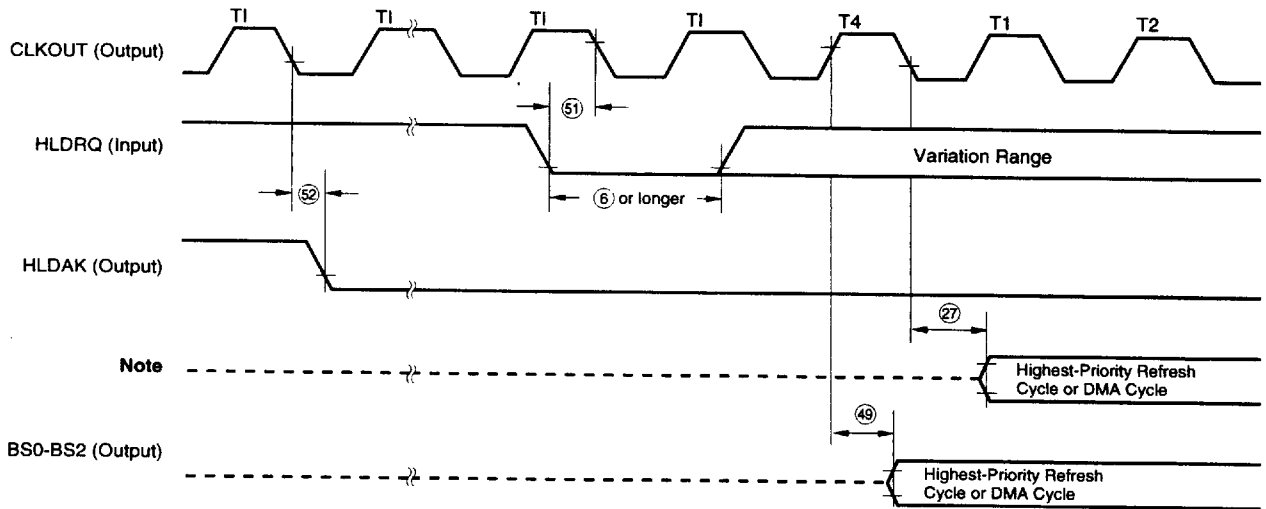 TI TI TI TI T4 T1 T2
CLKOUT (Output)
51
HLDRQ (Input)
Variation Range
52
6 or longer
HLDAK (Output)
27
Note
Highest-Priority Refresh
Cycle or DMA Cycle
49
BS0-BS2 (Output)
Highest-Priority Refresh
Cycle or DMA Cycle